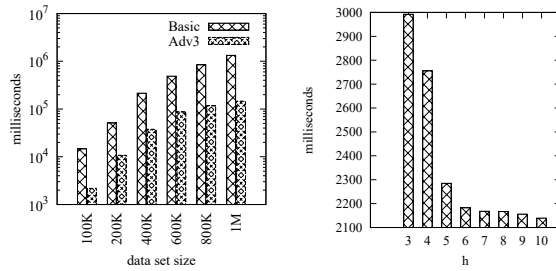 10^7
10^6
10^5
10^4
10^3
milliseconds
Basic
Adv3
100K
200K
400K
600K
800K
1M
data set size
3000
2900
2800
2700
2600
2500
2400
2300
2200
2100
milliseconds
3 4 5 6 7 8 9 10
h